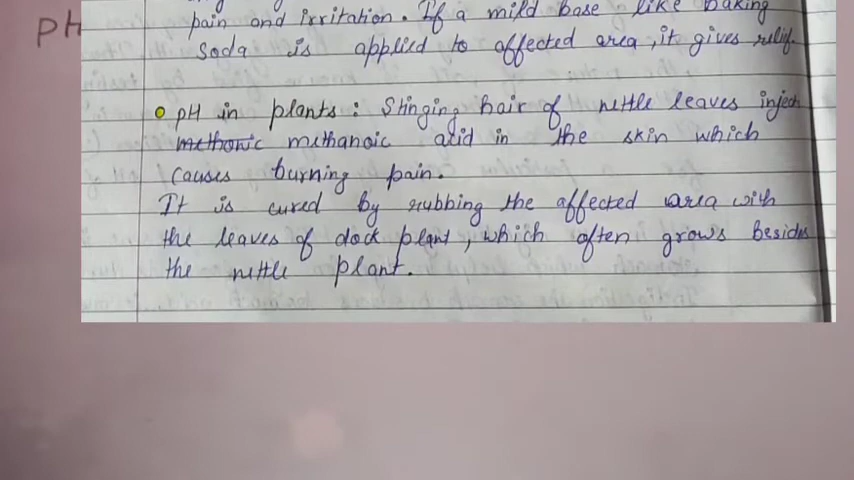 pH
pain and irritation. If a mild base like baking
Soda is applied to affected area, it gives relif.
pH in plants: Stinging hair of nettle leaves inject
methonic methanoic acid in the skin which
causes burning pain.
It is cured by rubbing the affected area with
the leaves of dock plant, which often grows besides
the nettle plant.